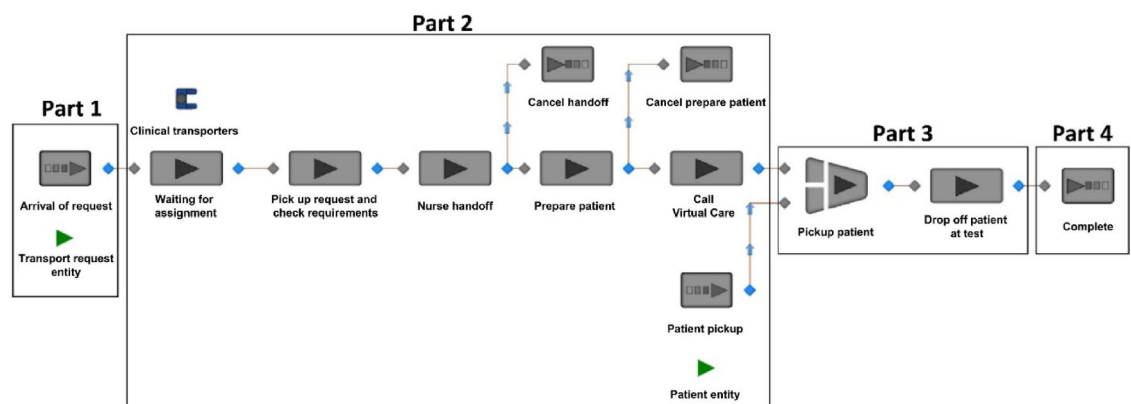 Part 2
Part 1
Part 3
Part 4
Cancel handoff
Cancel prepare patient
Clinical transporters
Arrival of request
Waiting for
assignment
Pick up request and
check requirements
Nurse handoff
Prepare patient
Call
Virtual Care
Pickup patient
Drop off patient
at test
Complete
Transport request
entity
Patient pickup
Patient entity